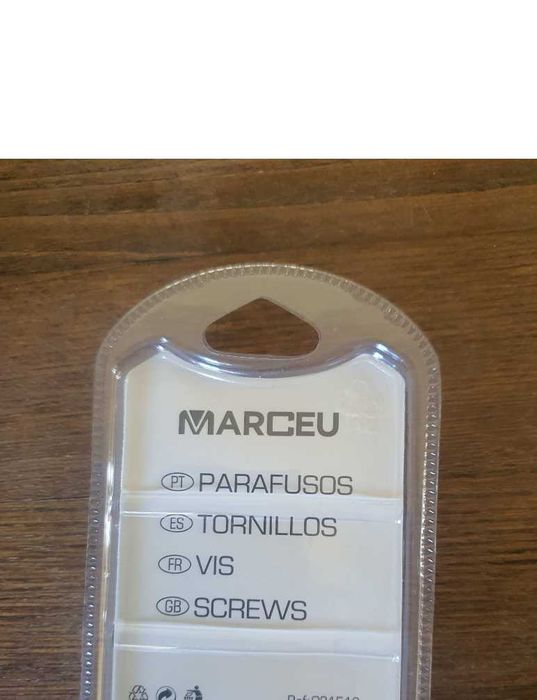 MARCEU
PT PARAFUSOS
ES TORNILLOS
FR VIS
GB SCREWS